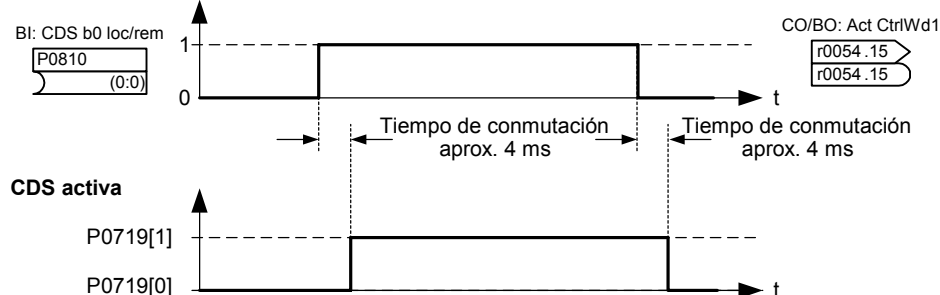 BI: CDS b0 loc/rem
P0810
(0:0)
CO/BO: Act CtrlWd1
r0054 .15
r0054 .15
1
0
t
Tiempo de conmutación
aprox. 4 ms
Tiempo de conmutación
aprox. 4 ms
CDS activa
P0719[1]
P0719[0]
t